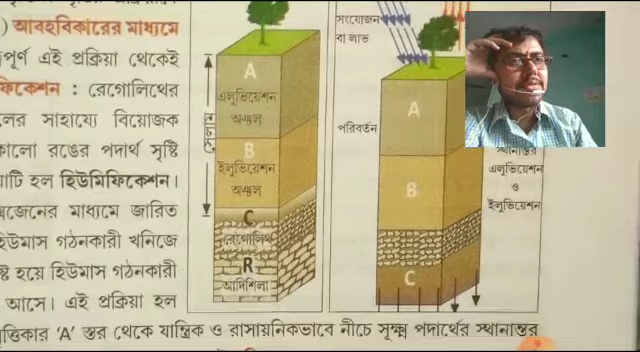 ) আবহবিকারের মাধ্যমে
পূর্ণ এই প্রক্রিয়া থেকেই
ফিকেশন : রেগোলিথের
লের সাহায্যে বিয়োজক
কালো রঙের পদার্থ সৃষ্টি
টি হল হিউমিফিকেশন।
জেনের মাধ্যমে জারিত
হিউমাস গঠনকারী খনিজে
ষ্ট হয়ে হিউমাস গঠনকারী
আসে। এই প্রক্রিয়া হল
ত্তিকার 'A' স্তর থেকে যান্ত্রিক ও রাসায়নিকভাবে নীচে সূক্ষ্ম পদার্থের স্থানান্তর
সোলাম
A
এলুভিয়েশন
অঞ্চল
B
ইলুভিয়েশন
অঞ্চল
C
রেগোলিথ
R
আদিশিলা
সংযোজন
বা লাভ
পরিবর্তন
A
B
C
স্থানান্তর
এলুভিয়েশন
ও
ইলুভিয়েশন